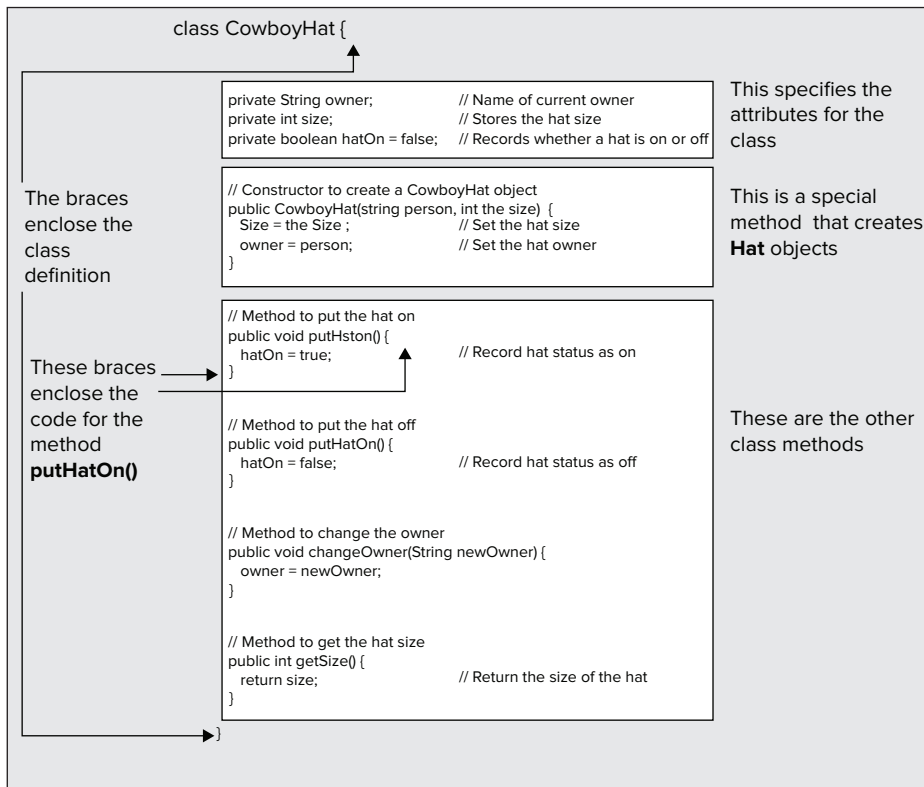 class CowboyHat {
private String owner; // Name of current owner
private int size; // Stores the hat size
private boolean hatOn = false; // Records whether a hat is on or off
This specifies the
attributes for the
class
The braces
enclose the
class
definition
// Constructor to create a CowboyHat object
public CowboyHat(string person, int the size) {
Size = the Size ; // Set the hat size
owner = person; // Set the hat owner
}
This is a special
method that creates
Hat objects
// Method to put the hat on
public void putHston() {
hatOn = true; // Record hat status as on
}
These braces
enclose the
code for the
method
putHatOn()
// Method to put the hat off
public void putHatOn() {
hatOn = false; // Record hat status as off
}
These are the other
class methods
// Method to change the owner
public void changeOwner(String newOwner) {
owner = newOwner;
}
// Method to get the hat size
public int getSize() {
return size; // Return the size of the hat
}
}